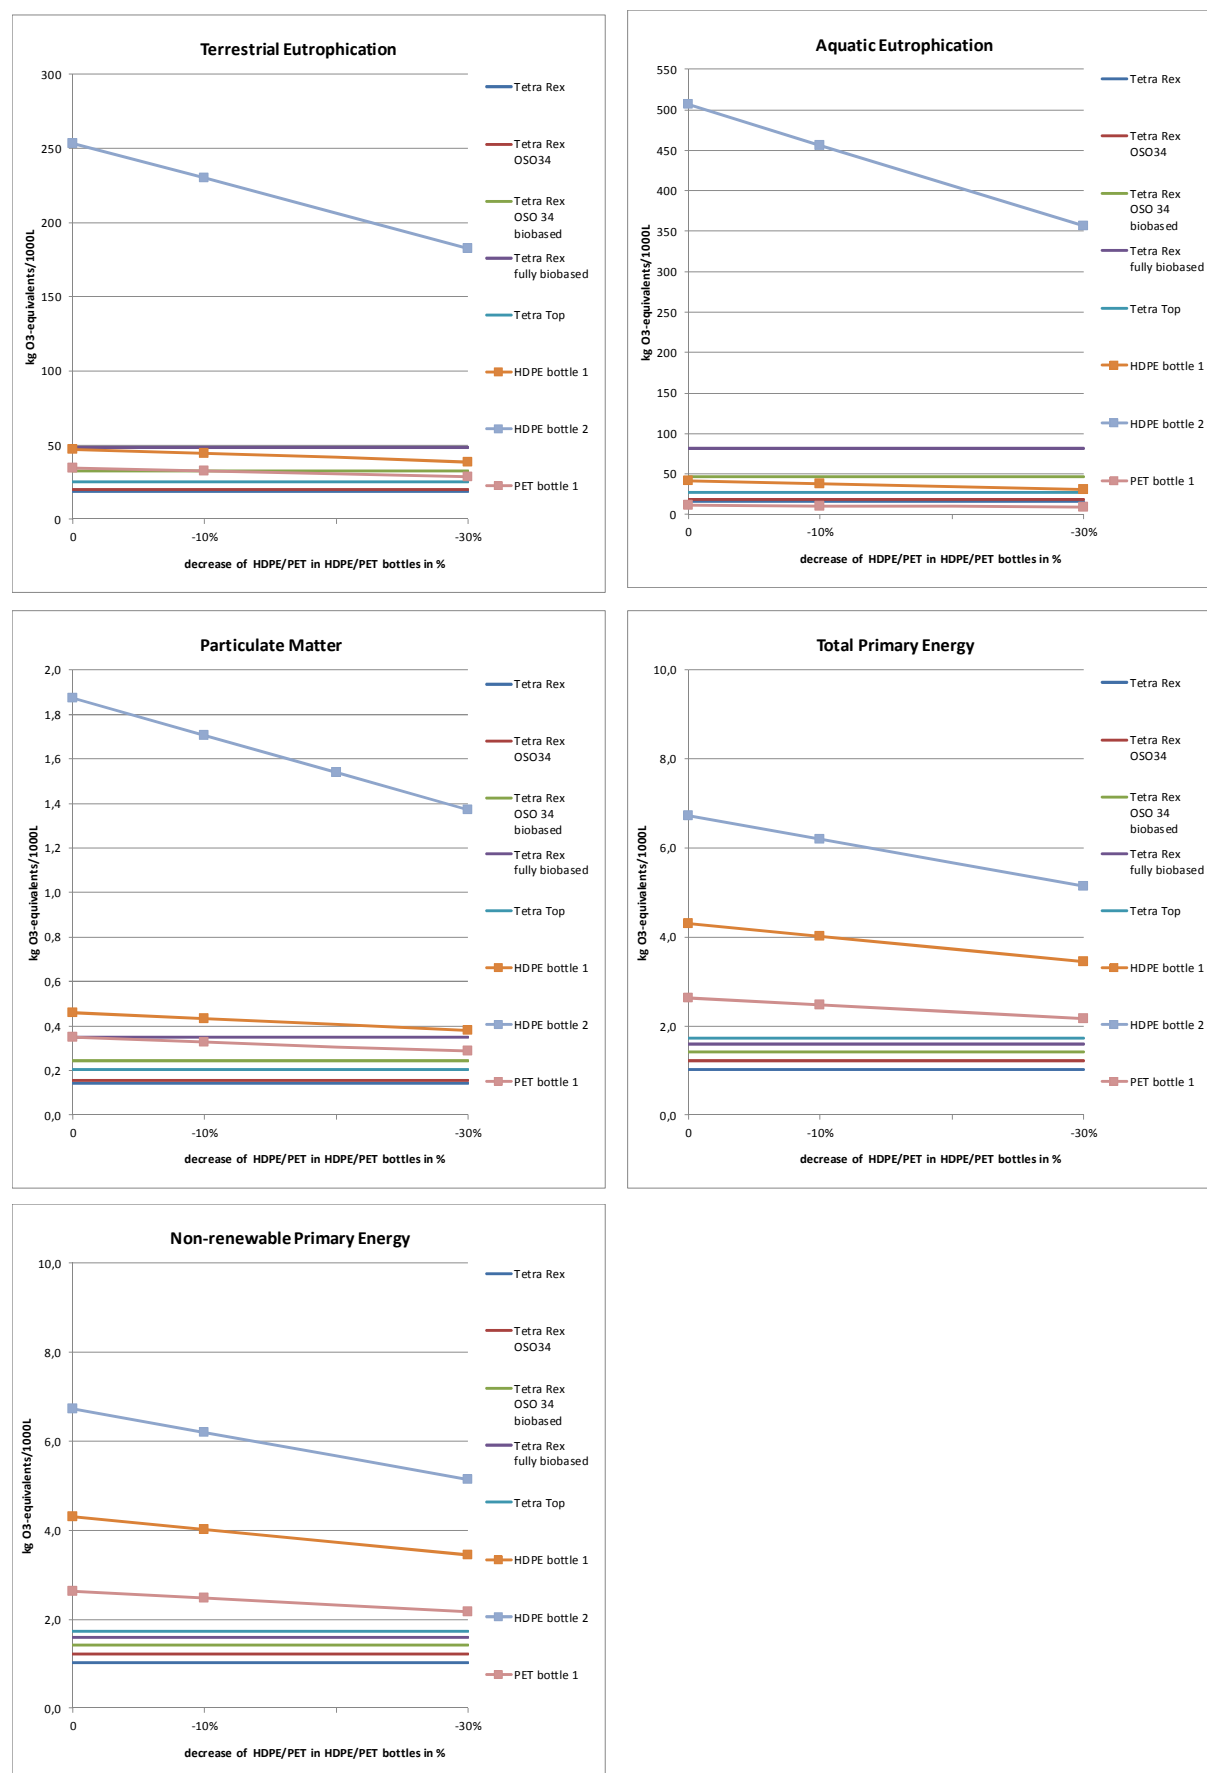 Terrestrial Eutrophication
kg O3-equivalents/1000L
300
250
200
150
100
50
0
0
-10%
-30%
decrease of HDPE/PET in HDPE/PET bottles in %
Tetra Rex
Tetra Rex
OSO34
Tetra Rex
OSO 34
biobased
Tetra Rex
fully biobased
Tetra Top
HDPE bottle 1
HDPE bottle 2
PET bottle 1
Aquatic Eutrophication
kg O3-equivalents/1000L
550
500
450
400
350
300
250
200
150
100
50
0
0
-10%
-30%
decrease of HDPE/PET in HDPE/PET bottles in %
Tetra Rex
Tetra Rex
OSO34
Tetra Rex
OSO 34
biobased
Tetra Rex
fully biobased
Tetra Top
HDPE bottle 1
HDPE bottle 2
PET bottle 1
Particulate Matter
kg O3-equivalents/1000L
2,0
1,8
1,6
1,4
1,2
1,0
0,8
0,6
0,4
0,2
0,0
0
-10%
-30%
decrease of HDPE/PET in HDPE/PET bottles in %
Tetra Rex
Tetra Rex
OSO34
Tetra Rex
OSO 34
biobased
Tetra Rex
fully biobased
Tetra Top
HDPE bottle 1
HDPE bottle 2
PET bottle 1
Total Primary Energy
kg O3-equivalents/1000L
10,0
8,0
6,0
4,0
2,0
0,0
0
-10%
-30%
decrease of HDPE/PET in HDPE/PET bottles in %
Tetra Rex
Tetra Rex
OSO34
Tetra Rex
OSO 34
biobased
Tetra Rex
fully biobased
Tetra Top
HDPE bottle 1
HDPE bottle 2
PET bottle 1
Non-renewable Primary Energy
kg O3-equivalents/1000L
10,0
8,0
6,0
4,0
2,0
0,0
0
-10%
-30%
decrease of HDPE/PET in HDPE/PET bottles in %
Tetra Rex
Tetra Rex
OSO34
Tetra Rex
OSO 34
biobased
Tetra Rex
fully biobased
Tetra Top
HDPE bottle 1
HDPE bottle 2
PET bottle 1